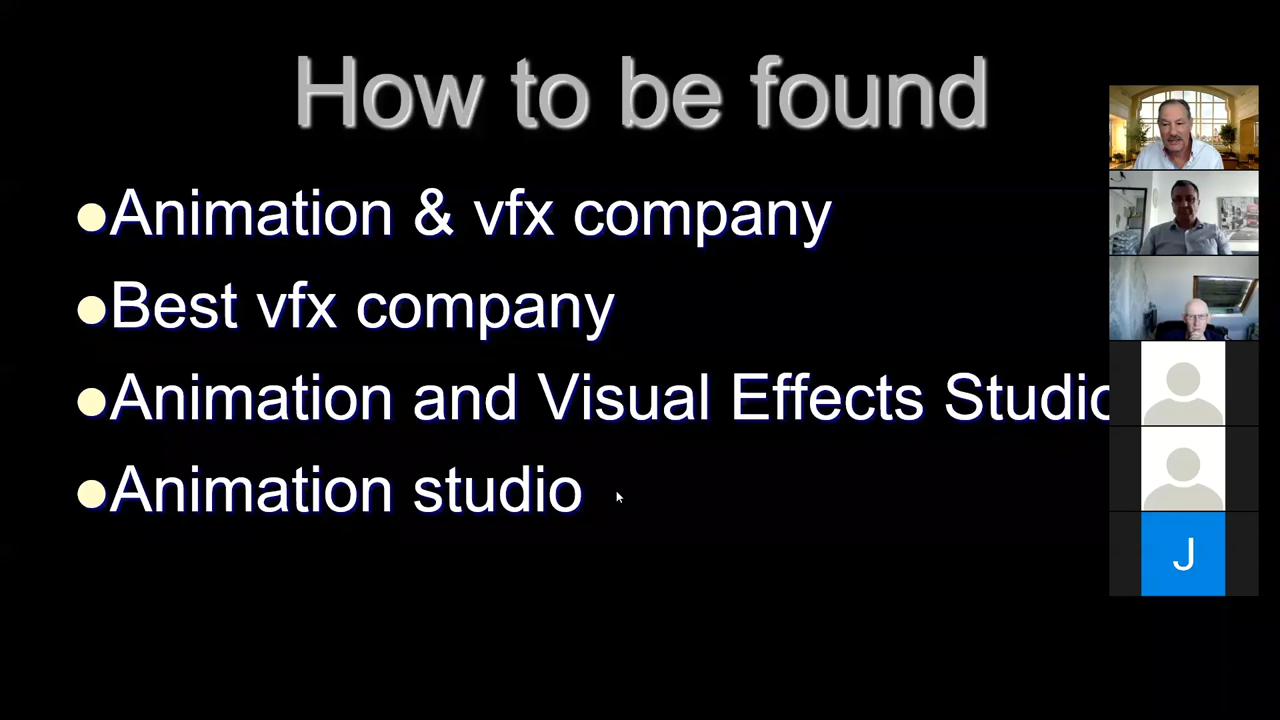 How to be found
Animation & vfx company
Best vfx company
Animation and Visual Effects Studio
Animation studio
J